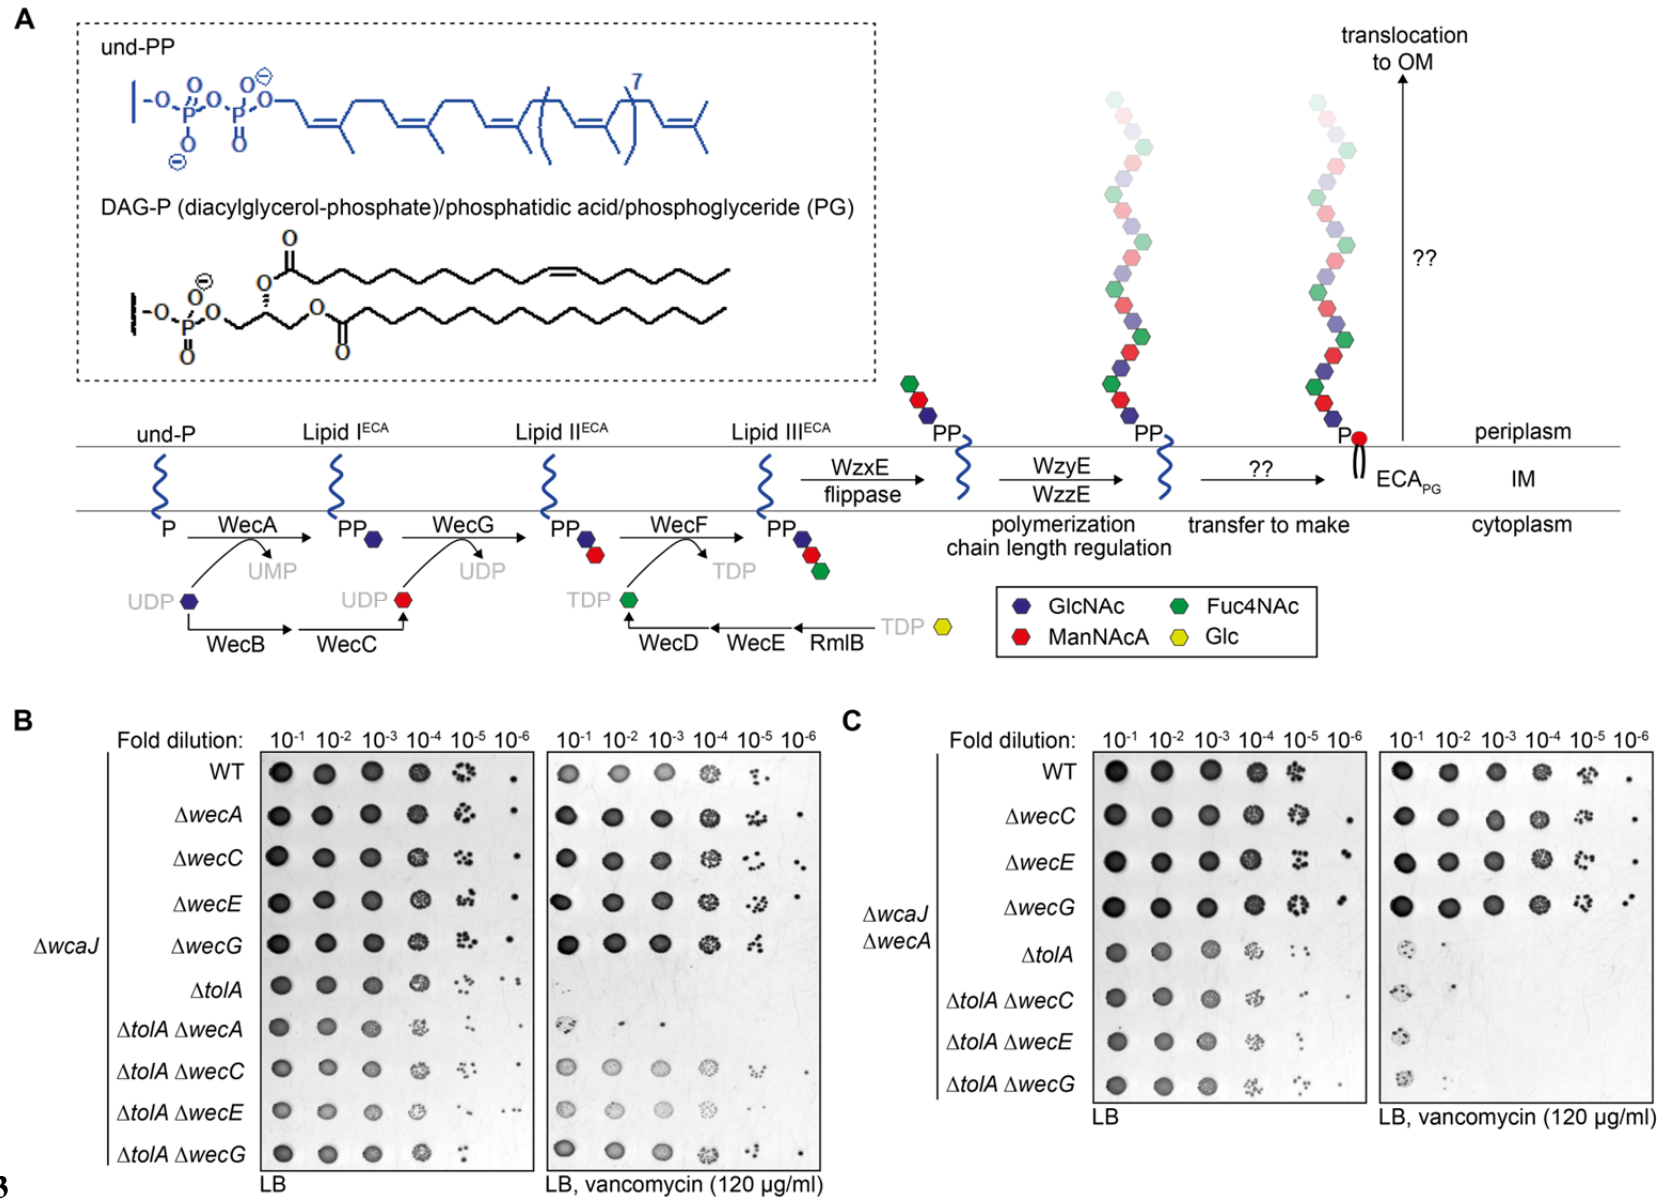 A
und-PP
O O O⊖
-O P O P O
O O
⊖
7
DAG-P (diacylglycerol-phosphate)/phosphatidic acid/phosphoglyceride (PG)
O
O⊖ O
-O P O O
O O
translocation
to OM
??
und-P Lipid I^ECA Lipid II^ECA Lipid III^ECA PP PP P periplasm
WzxE WzyE ?? ECA_PG IM
flippase WzzE
P WecA PP WecG PP WecF PP polymerization transfer to make cytoplasm
chain length regulation
UMP UDP TDP
UDP UDP TDP
WecB WecC WecD WecE RmlB TDP
GlcNAc Fuc4NAc
ManNAcA Glc
B
Fold dilution: 10-1 10-2 10-3 10-4 10-5 10-6 10-1 10-2 10-3 10-4 10-5 10-6
WT
ΔwecA
ΔwecC
ΔwecE
ΔwcaJ ΔwecG
ΔtolA
ΔtolA ΔwecA
ΔtolA ΔwecC
ΔtolA ΔwecE
ΔtolA ΔwecG
LB LB, vancomycin (120 µg/ml)
C
Fold dilution: 10-1 10-2 10-3 10-4 10-5 10-6 10-1 10-2 10-3 10-4 10-5 10-6
WT
ΔwecC
ΔwecE
ΔwcaJ ΔwecG
ΔwecA
ΔtolA
ΔtolA ΔwecC
ΔtolA ΔwecE
ΔtolA ΔwecG
LB LB, vancomycin (120 µg/ml)